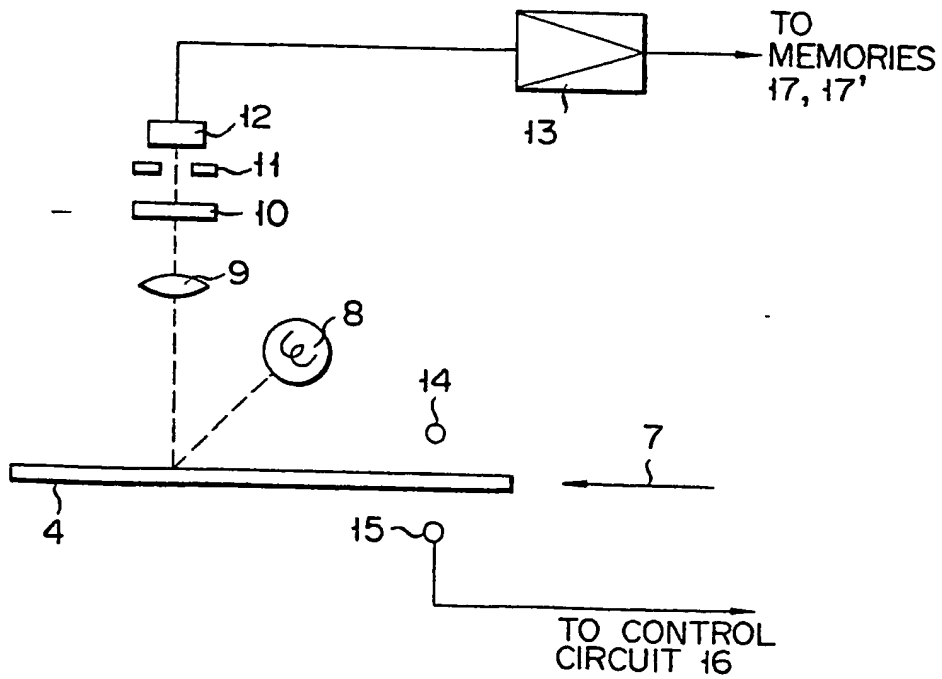 TO
MEMORIES
17, 17'
13
12
11
10
9
8
14
7
4
15
TO CONTROL
CIRCUIT 16